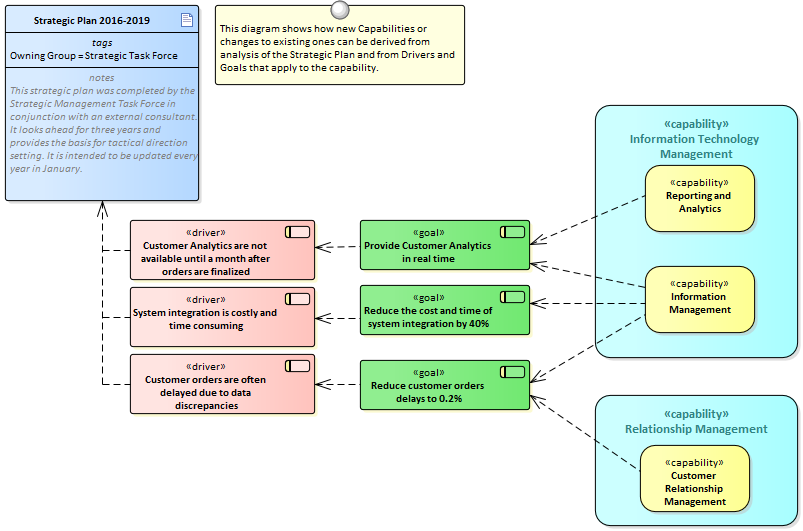 Strategic Plan 2016-2019
tags
Owning Group = Strategic Task Force
notes
This strategic plan was completed by the
Strategic Management Task Force in
conjunction with an external consultant.
It looks ahead for three years and
provides the basis for tactical direction
setting. It is intended to be updated every
year in January.
This diagram shows how new Capabilities or
changes to existing ones can be derived from
analysis of the Strategic Plan and from Drivers and
Goals that apply to the capability.
«driver»
Customer Analytics are not
available until a month after
orders are finalized
«driver»
System integration is costly and
time consuming
«driver»
Customer orders are often
delayed due to data
discrepancies
«goal»
Provide Customer Analytics
in real time
«goal»
Reduce the cost and time of
system integration by 40%
«goal»
Reduce customer orders
delays to 0.2%
«capability»
Information Technology
Management
«capability»
Reporting and
Analytics
«capability»
Information
Management
«capability»
Relationship Management
«capability»
Customer
Relationship
Management